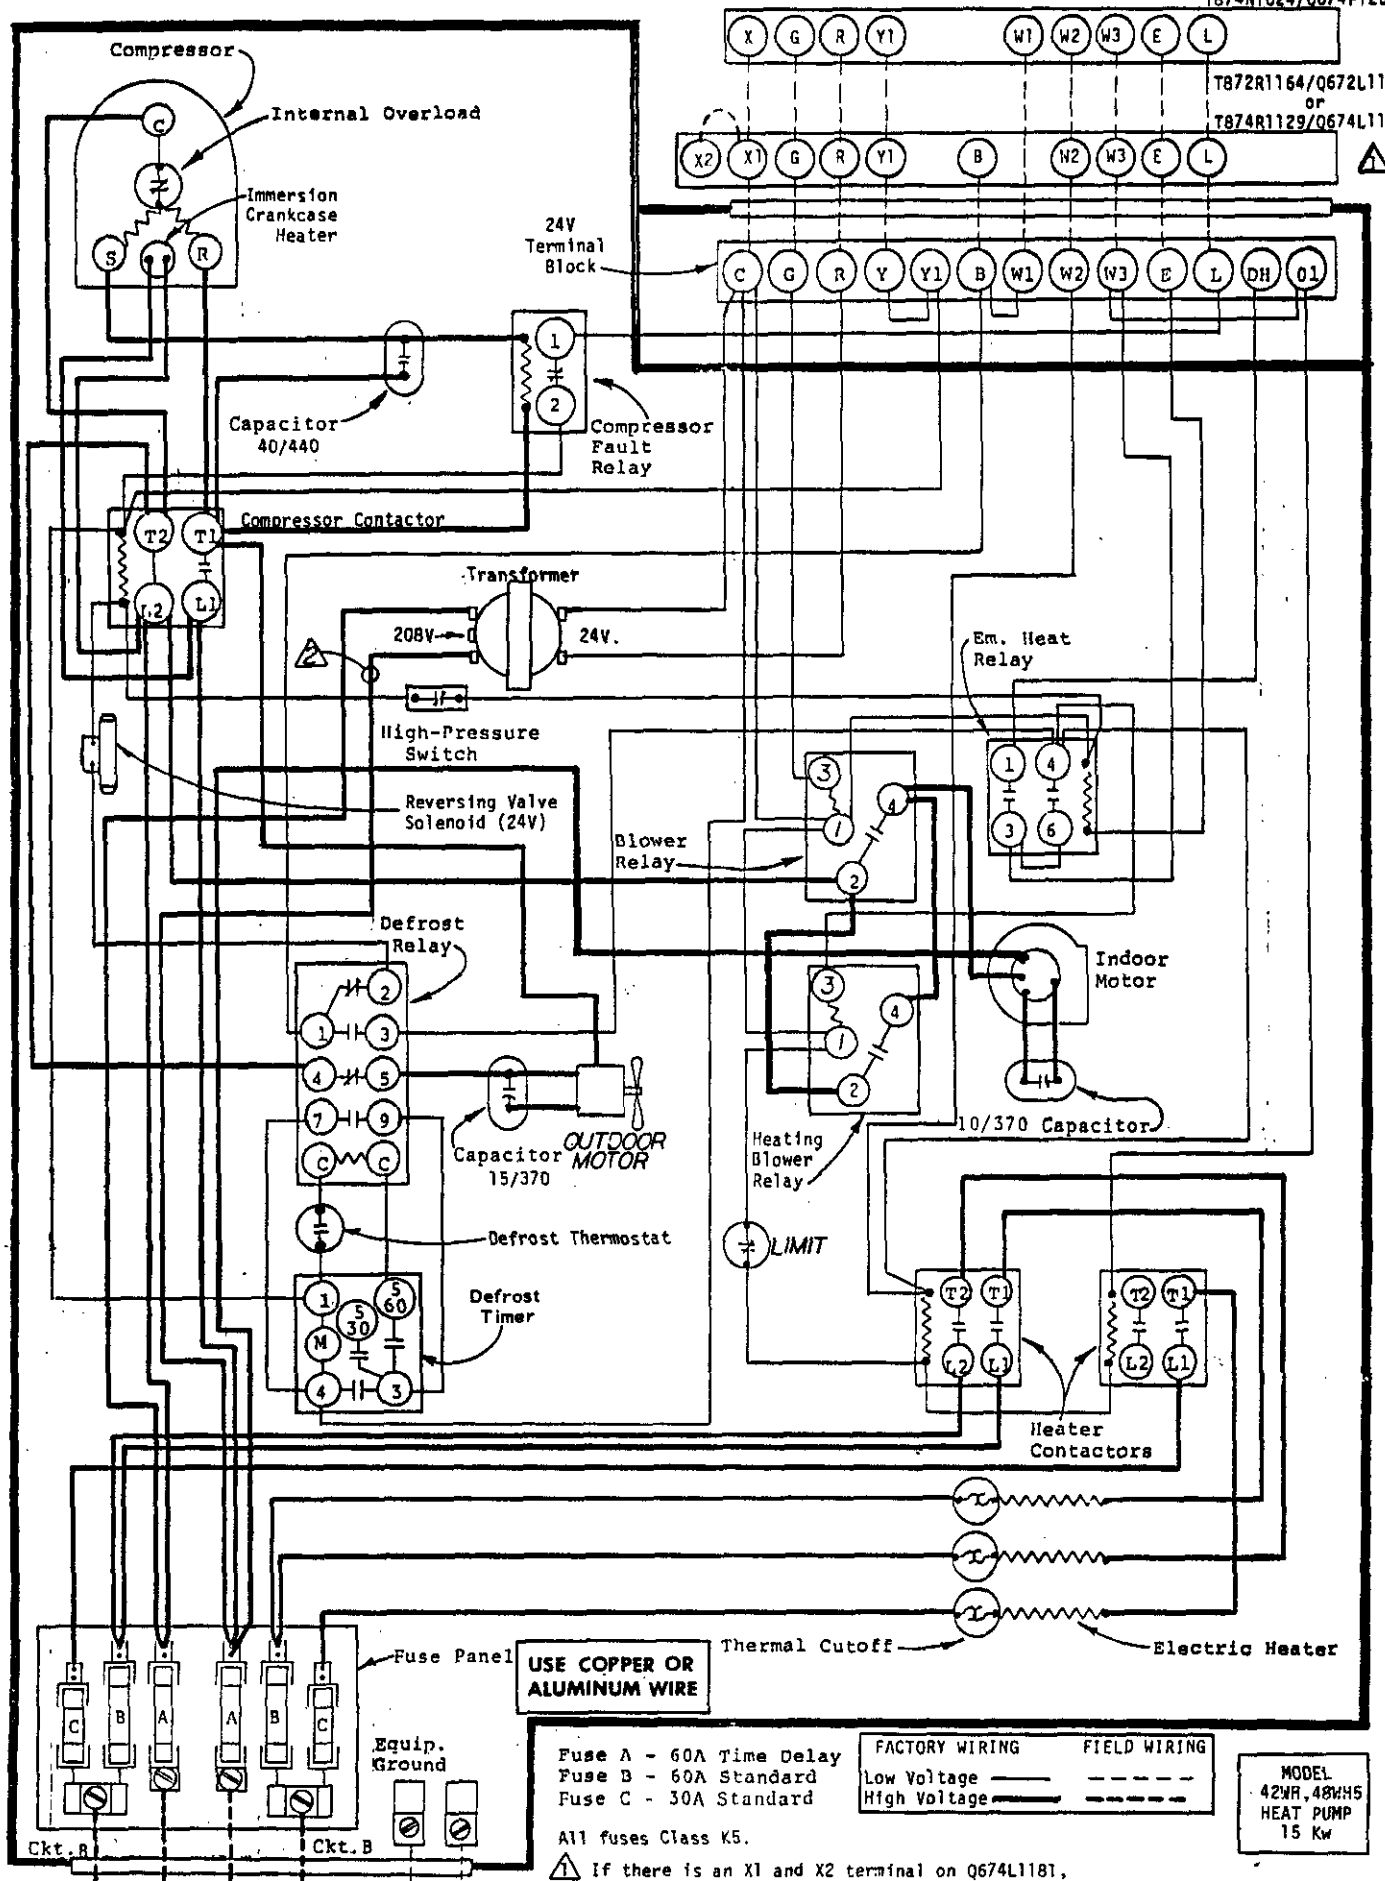 X G R Y1 W1 W2 W3 E L
T872R1164/Q672L11
or
T874R1129/Q674L11
X2 X1 G R Y1 B W2 W3 E L
1
Compressor
Internal Overload
C
Immersion
Crankcase
Heater
S R
24V
Terminal
Block
C G R Y Y1 B W1 W2 W3 E L DH O1
1
2
Capacitor
40/440
Compressor
Fault
Relay
Compressor Contactor
T2 T1
L2 L1
Transformer
208V
24V.
2
Em. Heat
Relay
High-Pressure
Switch
1 4
3 6
Reversing Valve
Solenoid (24V)
Blower
Relay
3
4
1
2
Defrost
Relay
2
1 3
4 5
7 9
C C
Indoor
Motor
3
4
1
2
Capacitor
15/370
OUTDOOR
MOTOR
Heating
Blower
Relay
10/370 Capacitor
Defrost Thermostat
LIMIT
Defrost
Timer
1
S
30
S
60
M
4 3
T2 T1
L2 L1
T2 T1
L2 L1
Heater
Contactors
Thermal Cutoff
Electric Heater
Fuse Panel
USE COPPER OR
ALUMINUM WIRE
C B A A B C
Equip.
Ground
Fuse A - 60A Time Delay
Fuse B - 60A Standard
Fuse C - 30A Standard
FACTORY WIRING FIELD WIRING
Low Voltage
High Voltage
MODEL
42WR,48WH5
HEAT PUMP
15 Kw
Ckt.
Ckt.B
All fuses Class K5.
1 If there is an X1 and X2 terminal on Q674L1181,